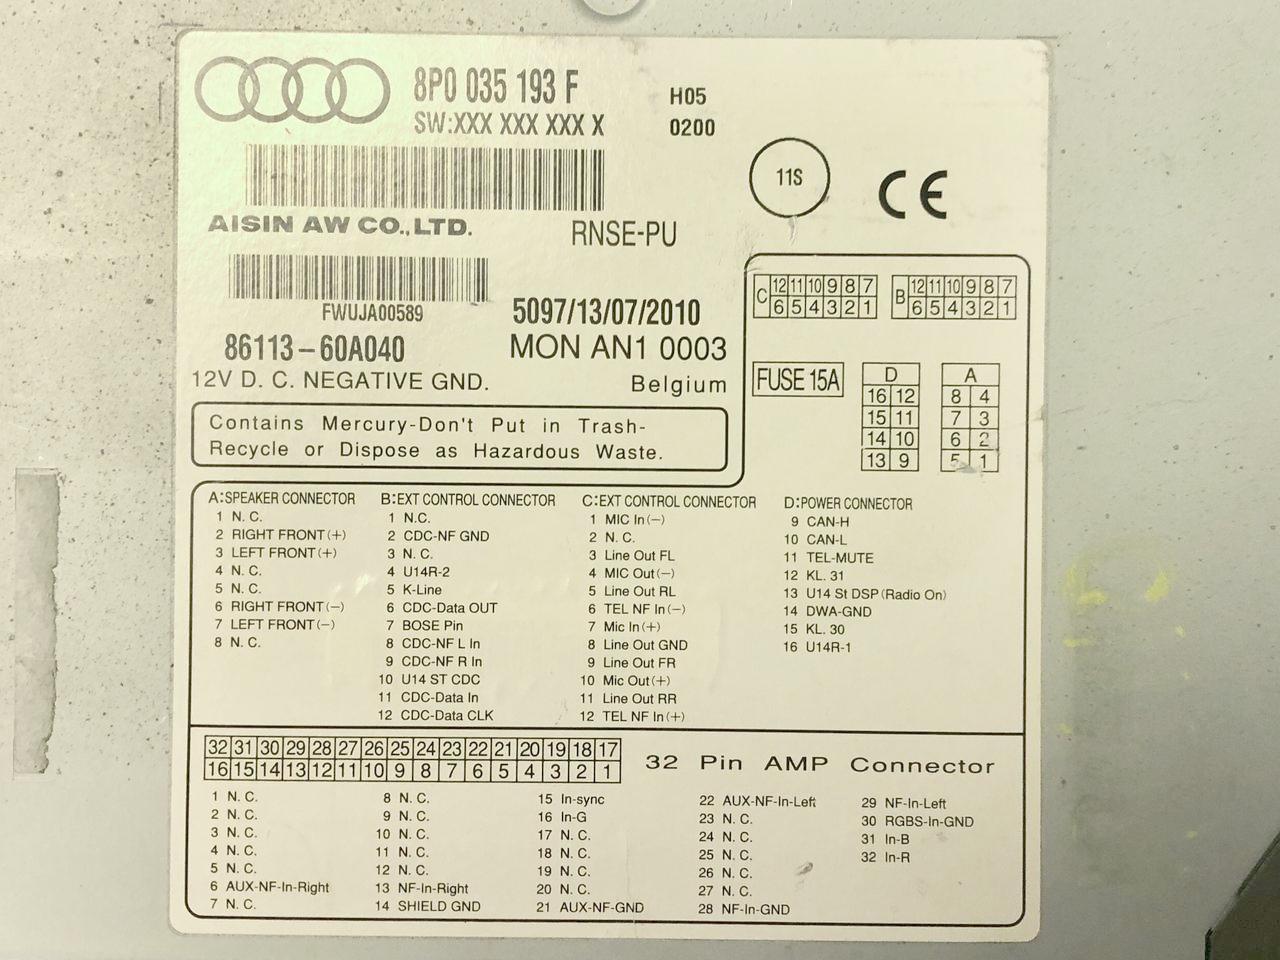 8P0 035 193 F
SW:XXX XXX XXX X
H05
0200
11S
CE
AISIN AW CO.,LTD.
RNSE-PU
FWUJA00589
5097/13/07/2010
86113-60A040
MON AN1 0003
12V D. C. NEGATIVE GND.
Belgium
Contains Mercury-Don't Put in Trash-
Recycle or Dispose as Hazardous Waste.
C 12 11 10 9 8 7
6 5 4 3 2 1
B 12 11 10 9 8 7
6 5 4 3 2 1
FUSE 15A
D
16 12
15 11
14 10
13 9
A
8 4
7 3
6 2
5 1
A:SPEAKER CONNECTOR
1 N. C.
2 RIGHT FRONT(+)
3 LEFT FRONT(+)
4 N. C.
5 N. C.
6 RIGHT FRONT(-)
7 LEFT FRONT(-)
8 N. C.
B:EXT CONTROL CONNECTOR
1 N.C.
2 CDC-NF GND
3 N. C.
4 U14R-2
5 K-Line
6 CDC-Data OUT
7 BOSE Pin
8 CDC-NF L In
9 CDC-NF R In
10 U14 ST CDC
11 CDC-Data In
12 CDC-Data CLK
C:EXT CONTROL CONNECTOR
1 MIC In(-)
2 N. C.
3 Line Out FL
4 MIC Out(-)
5 Line Out RL
6 TEL NF In(-)
7 Mic In(+)
8 Line Out GND
9 Line Out FR
10 Mic Out(+)
11 Line Out RR
12 TEL NF In(+)
D:POWER CONNECTOR
9 CAN-H
10 CAN-L
11 TEL-MUTE
12 KL. 31
13 U14 St DSP(Radio On)
14 DWA-GND
15 KL. 30
16 U14R-1
32 31 30 29 28 27 26 25 24 23 22 21 20 19 18 17
16 15 14 13 12 11 10 9 8 7 6 5 4 3 2 1
32 Pin AMP Connector
1 N. C.
2 N. C.
3 N. C.
4 N. C.
5 N. C.
6 AUX-NF-In-Right
7 N. C.
8 N. C.
9 N. C.
10 N. C.
11 N. C.
12 N. C.
13 NF-In-Right
14 SHIELD GND
15 In-sync
16 In-G
17 N. C.
18 N. C.
19 N. C.
20 N. C.
21 AUX-NF-GND
22 AUX-NF-In-Left
23 N. C.
24 N. C.
25 N. C.
26 N. C.
27 N. C.
28 NF-In-GND
29 NF-In-Left
30 RGBS-In-GND
31 In-B
32 In-R